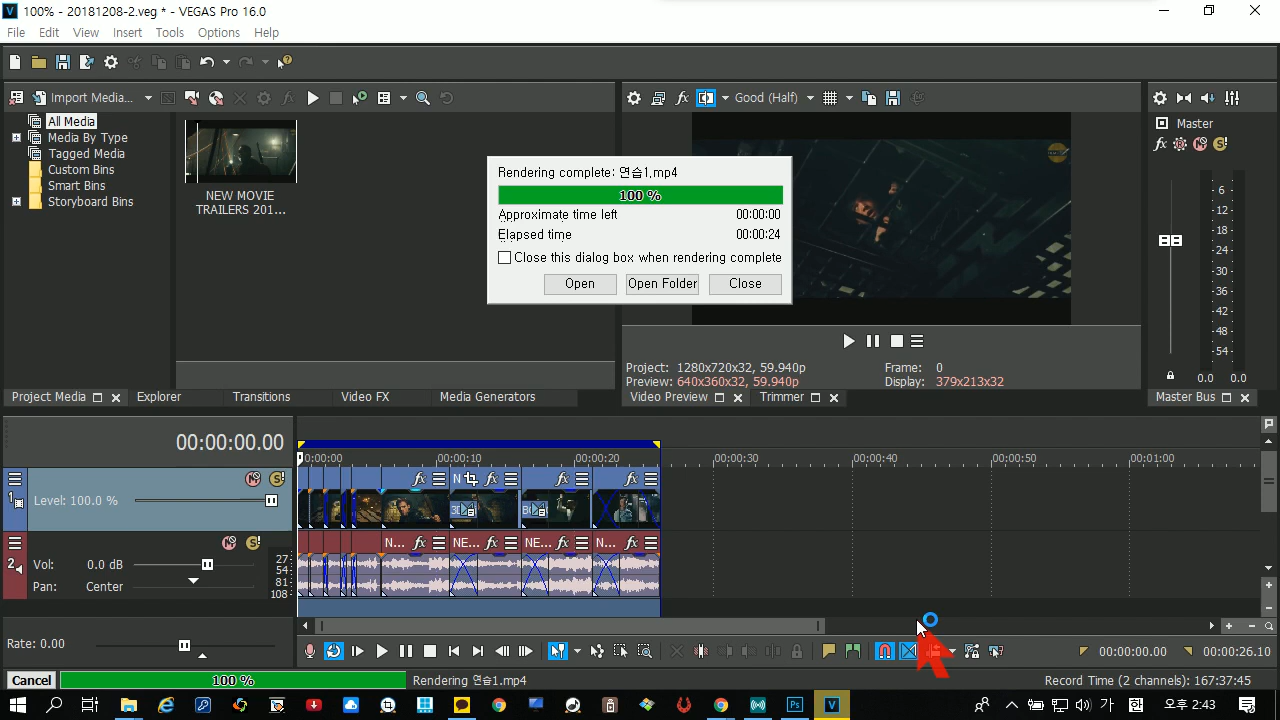 100% - 20181208-2.veg * - VEGAS Pro 16.0
File Edit View Insert Tools Options Help
Import Media...
Good (Half)
All Media
Media By Type
Tagged Media
Custom Bins
Smart Bins
Storyboard Bins
NEW MOVIE
TRAILERS 201...
Rendering complete: 연습1.mp4
100 %
Approximate time left 00:00:00
Elapsed time 00:00:24
Close this dialog box when rendering complete
Open Open Folder Close
Project: 1280x720x32, 59.940p Frame: 0
Preview: 640x360x32, 59.940p Display: 379x213x32
Master
6
-12-
-18-
-24-
-30-
-36-
-42-
-48-
-54-
0.0 0.0
Project Media Explorer Transitions Video FX Media Generators
Video Preview Trimmer
Master Bus
00:00:00.00
0:00:00 00:00:10 00:00:20 00:00:30 00:00:40 00:00:50 00:01:00
1
Level: 100.0 %
N
N... NE... NE... N...
2
Vol: 0.0 dB
Pan: Center
27
54
81
108
Rate: 0.00
00:00:00.00 00:00:26.10
Cancel 100 % Rendering 연습1.mp4 Record Time (2 channels): 167:37:45
가 한 오후 2:43